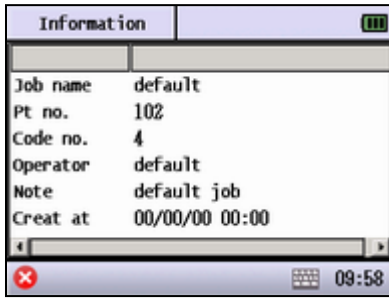 Information
Job name default
Pt no. 102
Code no. 4
Operator default
Note default job
Creat at 00/00/00 00:00
09:58